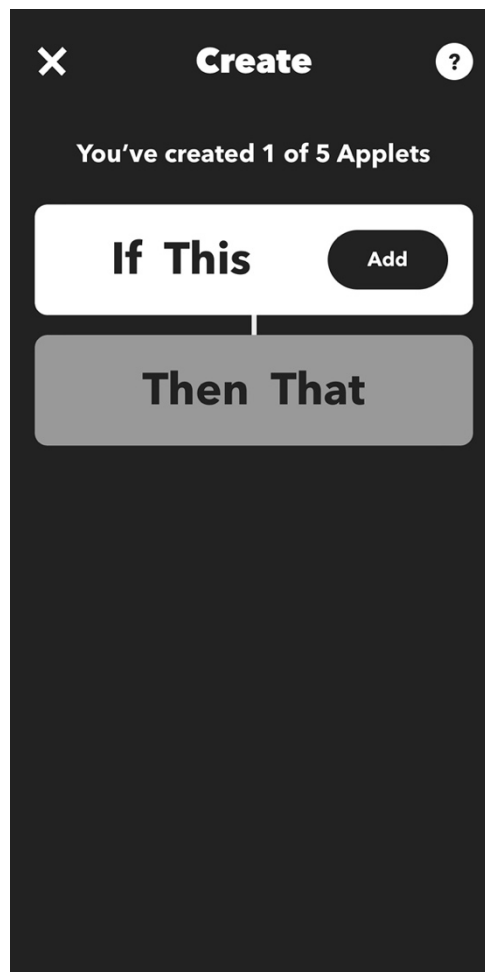 Create
?
You’ve created 1 of 5 Applets
If This
Add
Then That